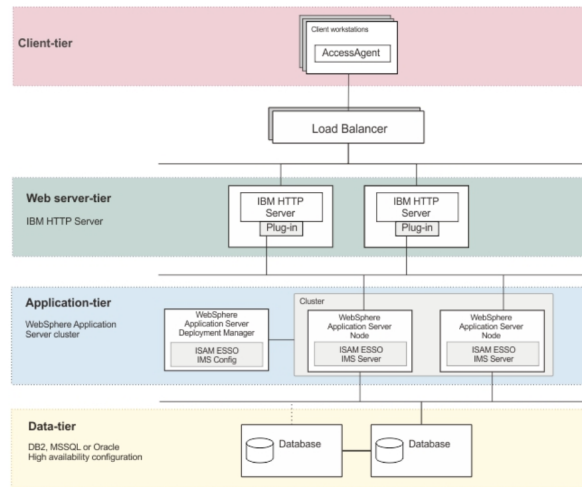 Client-tier
Client workstations
AccessAgent
Load Balancer
Web server-tier
IBM HTTP Server
IBM HTTP
Server
Plug-in
IBM HTTP
Server
Plug-in
Application-tier
WebSphere Application
Server cluster
WebSphere
Application Server
Deployment Manager
ISAM ESSO
IMS Config
Cluster
WebSphere
Application Server
Node
ISAM ESSO
IMS Server
WebSphere
Application Server
Node
ISAM ESSO
IMS Server
Data-tier
DB2, MSSQL or Oracle
High availability configuration
Database
Database